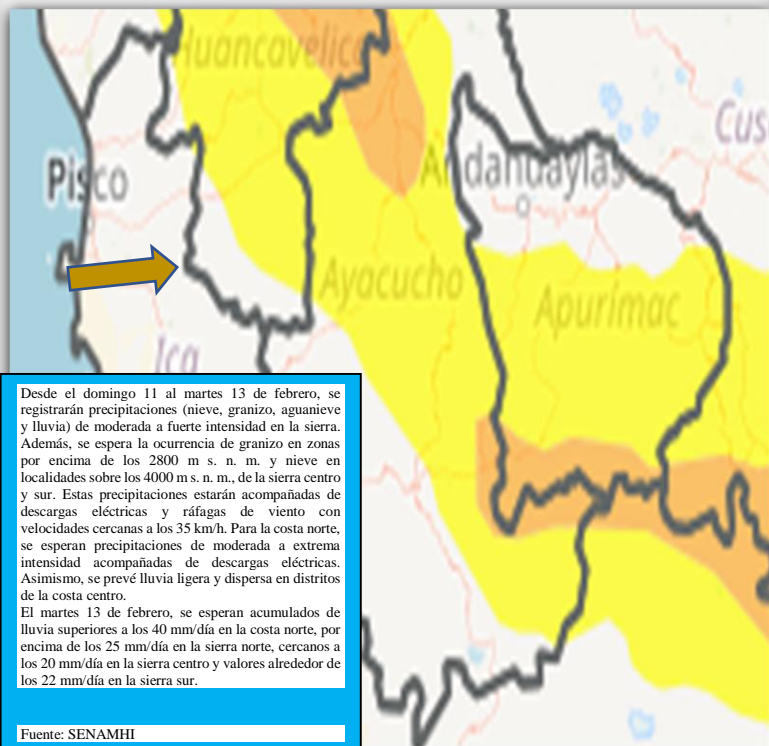 Huancavelica
Cus
Pisco
Andahuaylas
Ayacucho
Apurímac
Ica
Desde el domingo 11 al martes 13 de febrero, se
registrarán precipitaciones (nieve, granizo, aguanieve
y lluvia) de moderada a fuerte intensidad en la sierra.
Además, se espera la ocurrencia de granizo en zonas
por encima de los 2800 m s. n. m. y nieve en
localidades sobre los 4000 m s. n. m., de la sierra centro
y sur. Estas precipitaciones estarán acompañadas de
descargas eléctricas y ráfagas de viento con
velocidades cercanas a los 35 km/h. Para la costa norte,
se esperan precipitaciones de moderada a extrema
intensidad acompañadas de descargas eléctricas.
Asimismo, se prevé lluvia ligera y dispersa en distritos
de la costa centro.
El martes 13 de febrero, se esperan acumulados de
lluvia superiores a los 40 mm/día en la costa norte, por
encima de los 25 mm/día en la sierra norte, cercanos a
los 20 mm/día en la sierra centro y valores alrededor de
los 22 mm/día en la sierra sur.
Fuente: SENAMHI